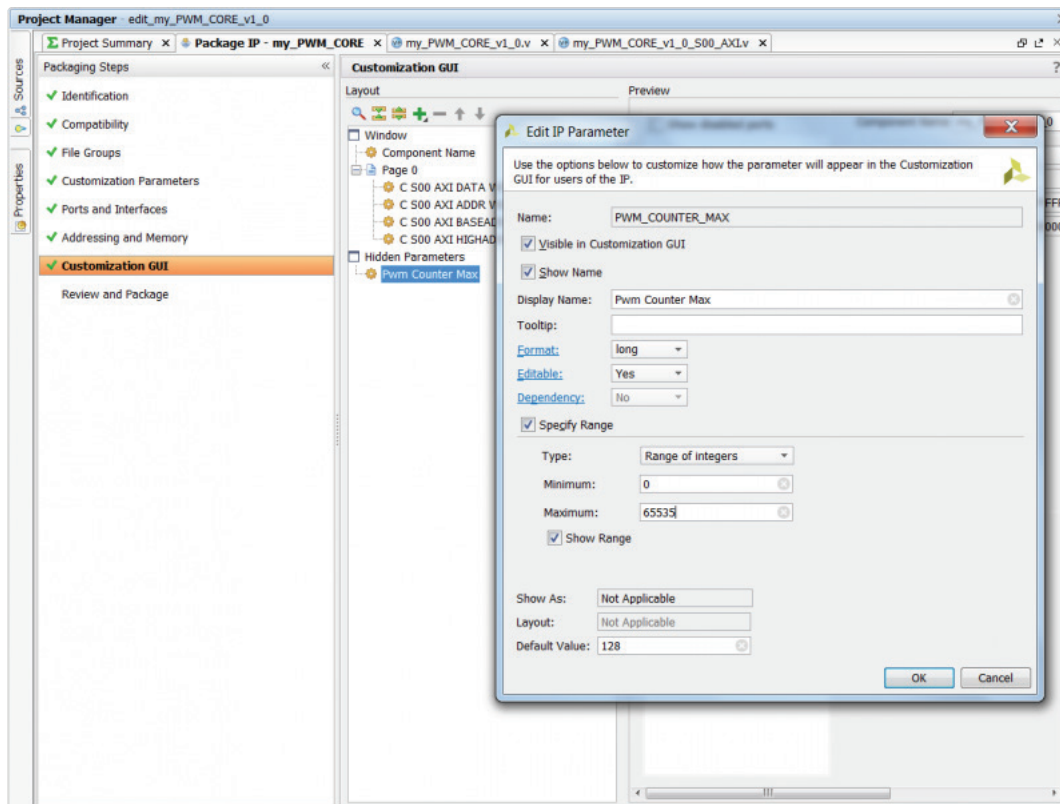 Project Manager - edit_my_PWM_CORE_v1_0
Σ Project Summary × Package IP - my_PWM_CORE × my_PWM_CORE_v1_0.v × my_PWM_CORE_v1_0_S00_AXI.v ×
Sources
Properties
Packaging Steps «
Identification
Compatibility
File Groups
Customization Parameters
Ports and Interfaces
Addressing and Memory
Customization GUI
Review and Package
Customization GUI ?
Layout
Window
Component Name
Page 0
C S00 AXI DATA
C S00 AXI ADDR
C S00 AXI BASEAD
C S00 AXI HIGHAD
Hidden Parameters
Pwm Counter Max
Preview
Edit IP Parameter
Use the options below to customize how the parameter will appear in the Customization
GUI for users of the IP.
Name: PWM_COUNTER_MAX
Visible in Customization GUI
Show Name
Display Name: Pwm Counter Max
Tooltip:
Format: long
Editable: Yes
Dependency: No
Specify Range
Type: Range of integers
Minimum: 0
Maximum: 65535
Show Range
Show As: Not Applicable
Layout: Not Applicable
Default Value: 128
OK Cancel